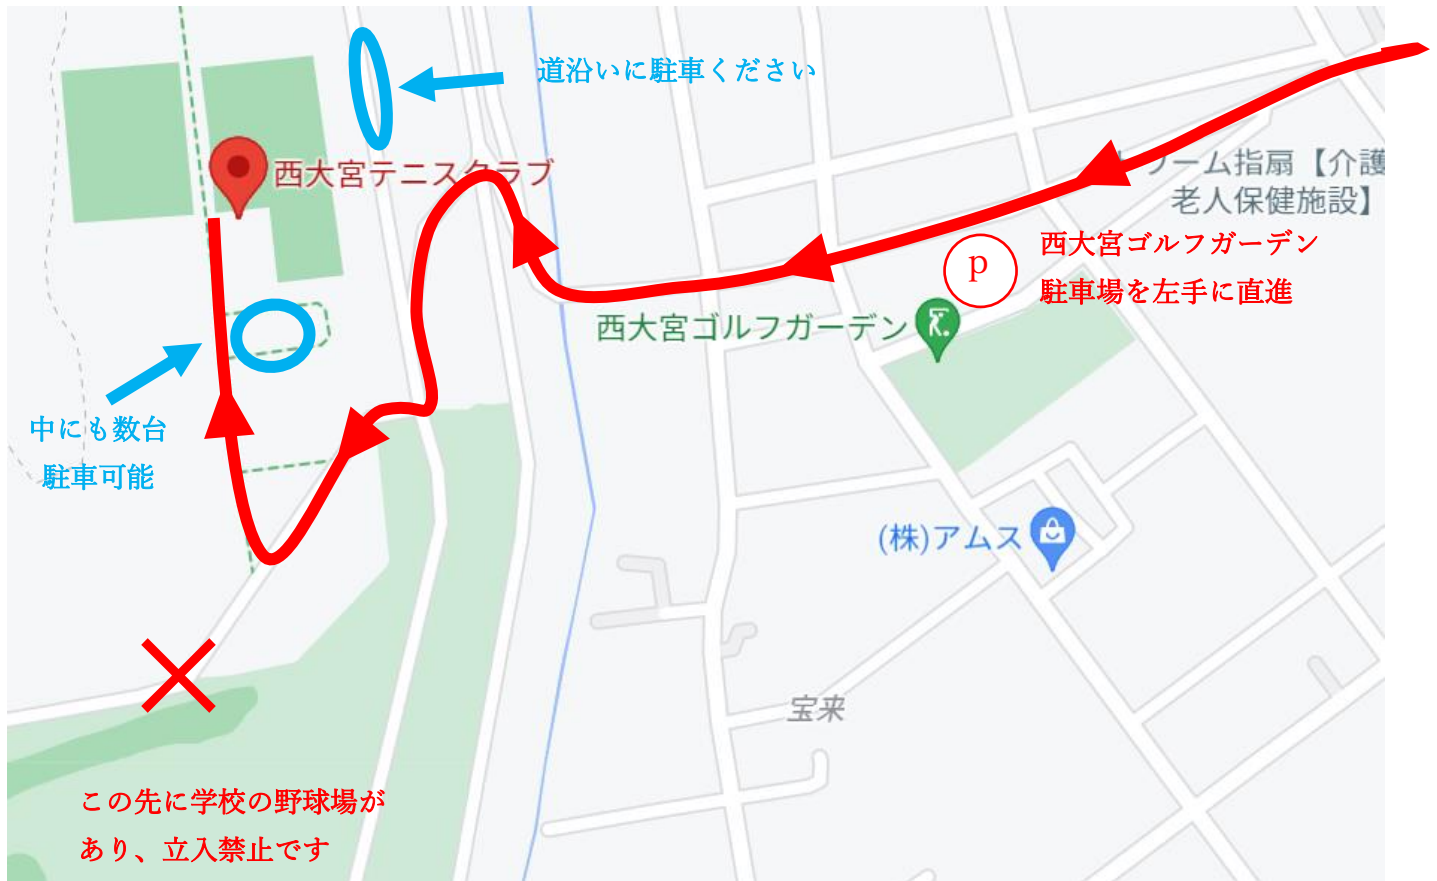 道沿いに駐車ください
西大宮テニスクラブ
ーム指扇【介護
老人保健施設】
p
西大宮ゴルフガーデン
駐車場を左手に直進
西大宮ゴルフガーデン
中にも数台
駐車可能
(株)アムス
宝来
この先に学校の野球場が
あり、立入禁止です